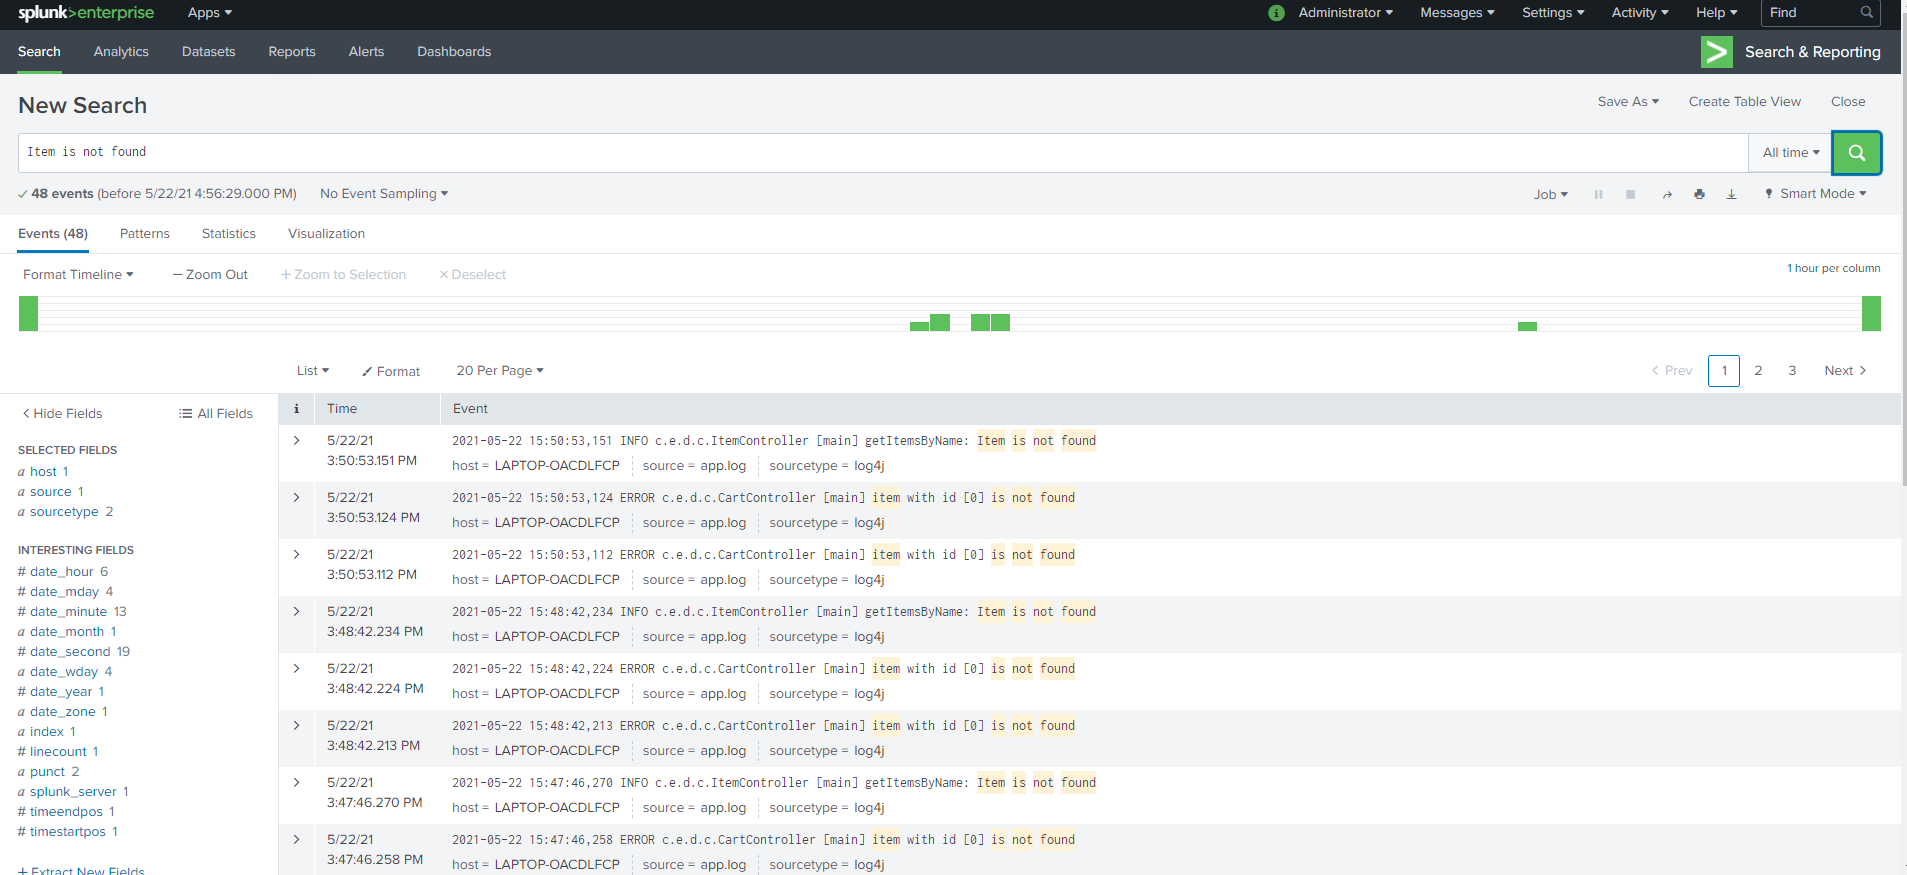 splunk>enterprise Apps Administrator Messages Settings Activity Help Find
Search Analytics Datasets Reports Alerts Dashboards Search & Reporting
New Search Save As Create Table View Close
Item is not found All time
48 events (before 5/22/21 4:56:29.000 PM) No Event Sampling Job Smart Mode
Events (48) Patterns Statistics Visualization
Format Timeline Zoom Out Zoom to Selection Deselect 1 hour per column
List Format 20 Per Page Prev 1 2 3 Next
Hide Fields All Fields
SELECTED FIELDS
a host 1
a source 1
a sourcetype 2
INTERESTING FIELDS
# date_hour 6
# date_mday 4
# date_minute 13
a date_month 1
# date_second 19
a date_wday 4
# date_year 1
a date_zone 1
a index 1
# linecount 1
a punct 2
a splunk_server 1
# timeendpos 1
# timestartpos 1
+ Extract New Fields
i Time Event
5/22/21 2021-05-22 15:50:53,151 INFO c.e.d.c.ItemController [main] getItemsByName: Item is not found
3:50:53.151 PM host = LAPTOP-OACDLFCP source = app.log sourcetype = log4j
5/22/21 2021-05-22 15:50:53,124 ERROR c.e.d.c.CartController [main] item with id [0] is not found
3:50:53.124 PM host = LAPTOP-OACDLFCP source = app.log sourcetype = log4j
5/22/21 2021-05-22 15:50:53,112 ERROR c.e.d.c.CartController [main] item with id [0] is not found
3:50:53.112 PM host = LAPTOP-OACDLFCP source = app.log sourcetype = log4j
5/22/21 2021-05-22 15:48:42,234 INFO c.e.d.c.ItemController [main] getItemsByName: Item is not found
3:48:42.234 PM host = LAPTOP-OACDLFCP source = app.log sourcetype = log4j
5/22/21 2021-05-22 15:48:42,224 ERROR c.e.d.c.CartController [main] item with id [0] is not found
3:48:42.224 PM host = LAPTOP-OACDLFCP source = app.log sourcetype = log4j
5/22/21 2021-05-22 15:48:42,213 ERROR c.e.d.c.CartController [main] item with id [0] is not found
3:48:42.213 PM host = LAPTOP-OACDLFCP source = app.log sourcetype = log4j
5/22/21 2021-05-22 15:47:46,270 INFO c.e.d.c.ItemController [main] getItemsByName: Item is not found
3:47:46.270 PM host = LAPTOP-OACDLFCP source = app.log sourcetype = log4j
5/22/21 2021-05-22 15:47:46,258 ERROR c.e.d.c.CartController [main] item with id [0] is not found
3:47:46.258 PM host = LAPTOP-OACDLFCP source = app.log sourcetype = log4j